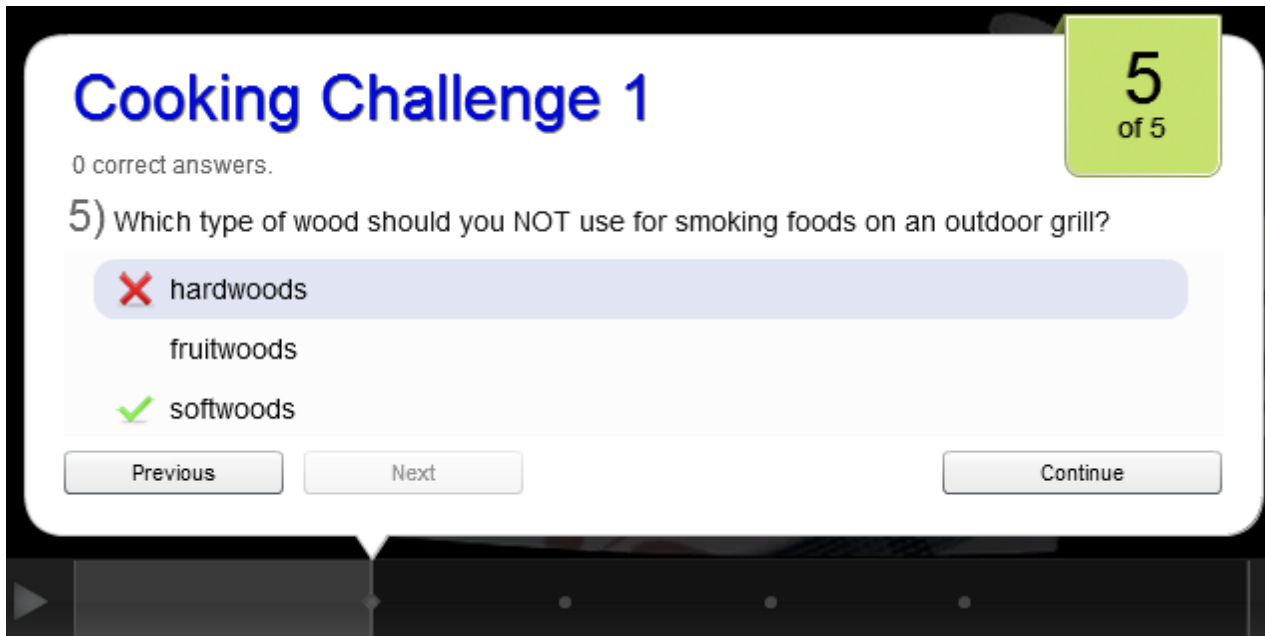 Cooking Challenge 1
5
of 5
0 correct answers.
5) Which type of wood should you NOT use for smoking foods on an outdoor grill?
hardwoods
fruitwoods
softwoods
Previous
Next
Continue